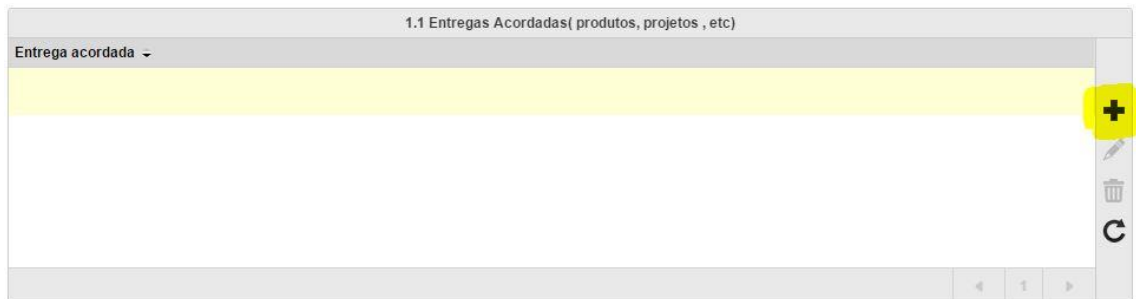 1.1 Entregas Acordadas( produtos, projetos , etc)
Entrega acordada
1